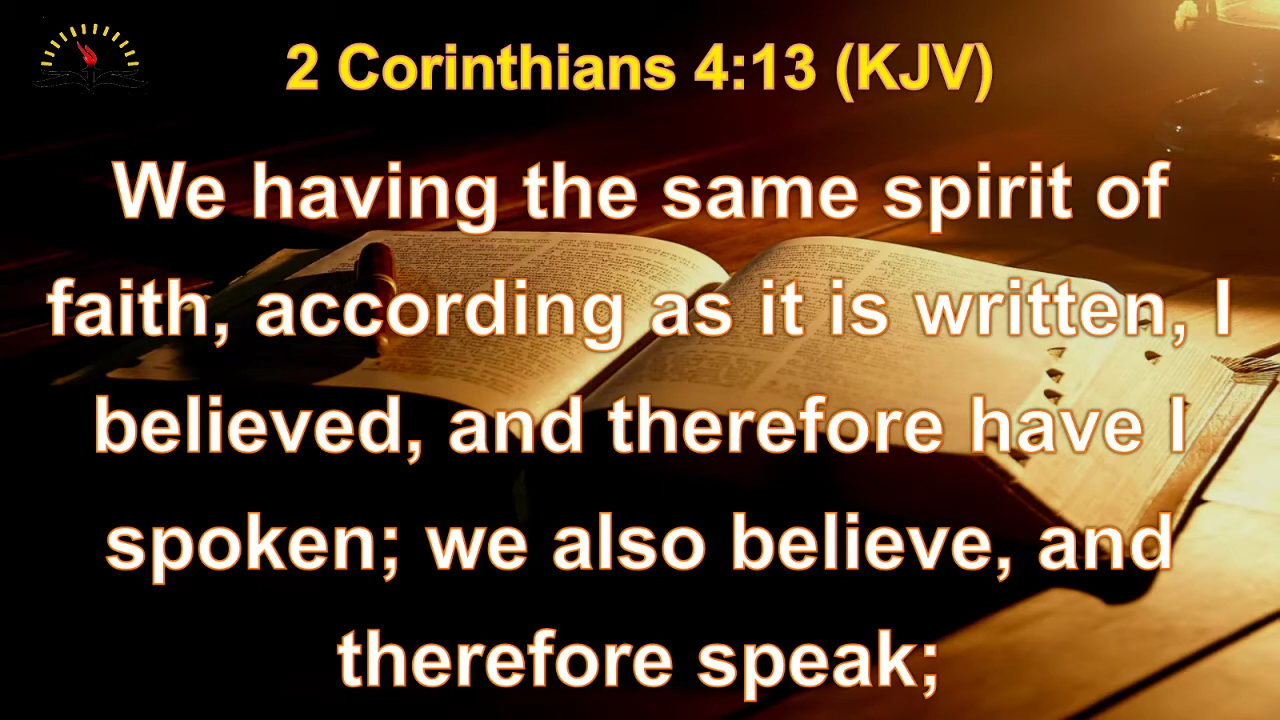 2 Corinthians 4:13 (KJV)
We having the same spirit of
faith, according as it is written, I
believed, and therefore have I
spoken; we also believe, and
therefore speak;